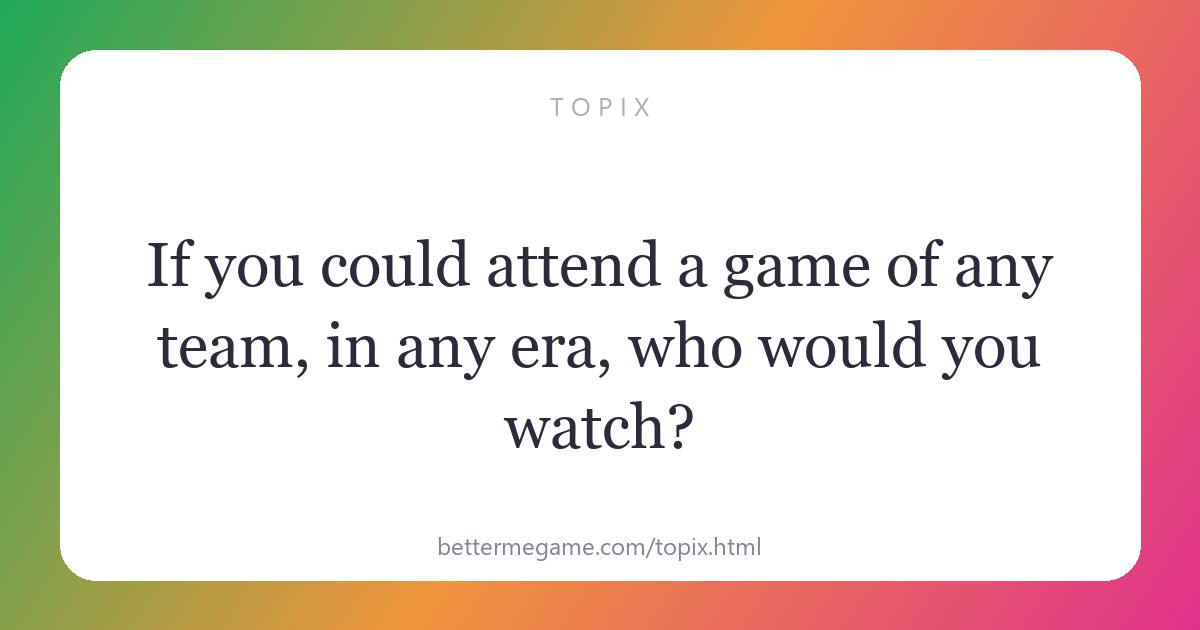 TOPIX
If you could attend a game of any
team, in any era, who would you
watch?
bettermegame.com/topix.html